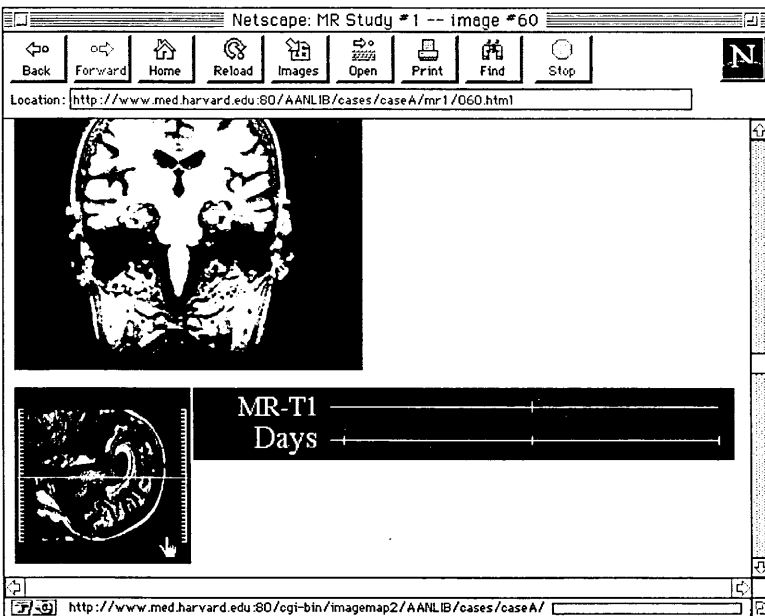 Netscape: MR Study #1 -- image #60
Back Forward Home Reload Images Open Print Find Stop
N
Location: http://www.med.harvard.edu:80/AANLIB/cases/caseA/mr1/060.html
MR-T1
Days
http://www.med.harvard.edu:80/cgi-bin/imagemap2/AANLIB/cases/caseA/